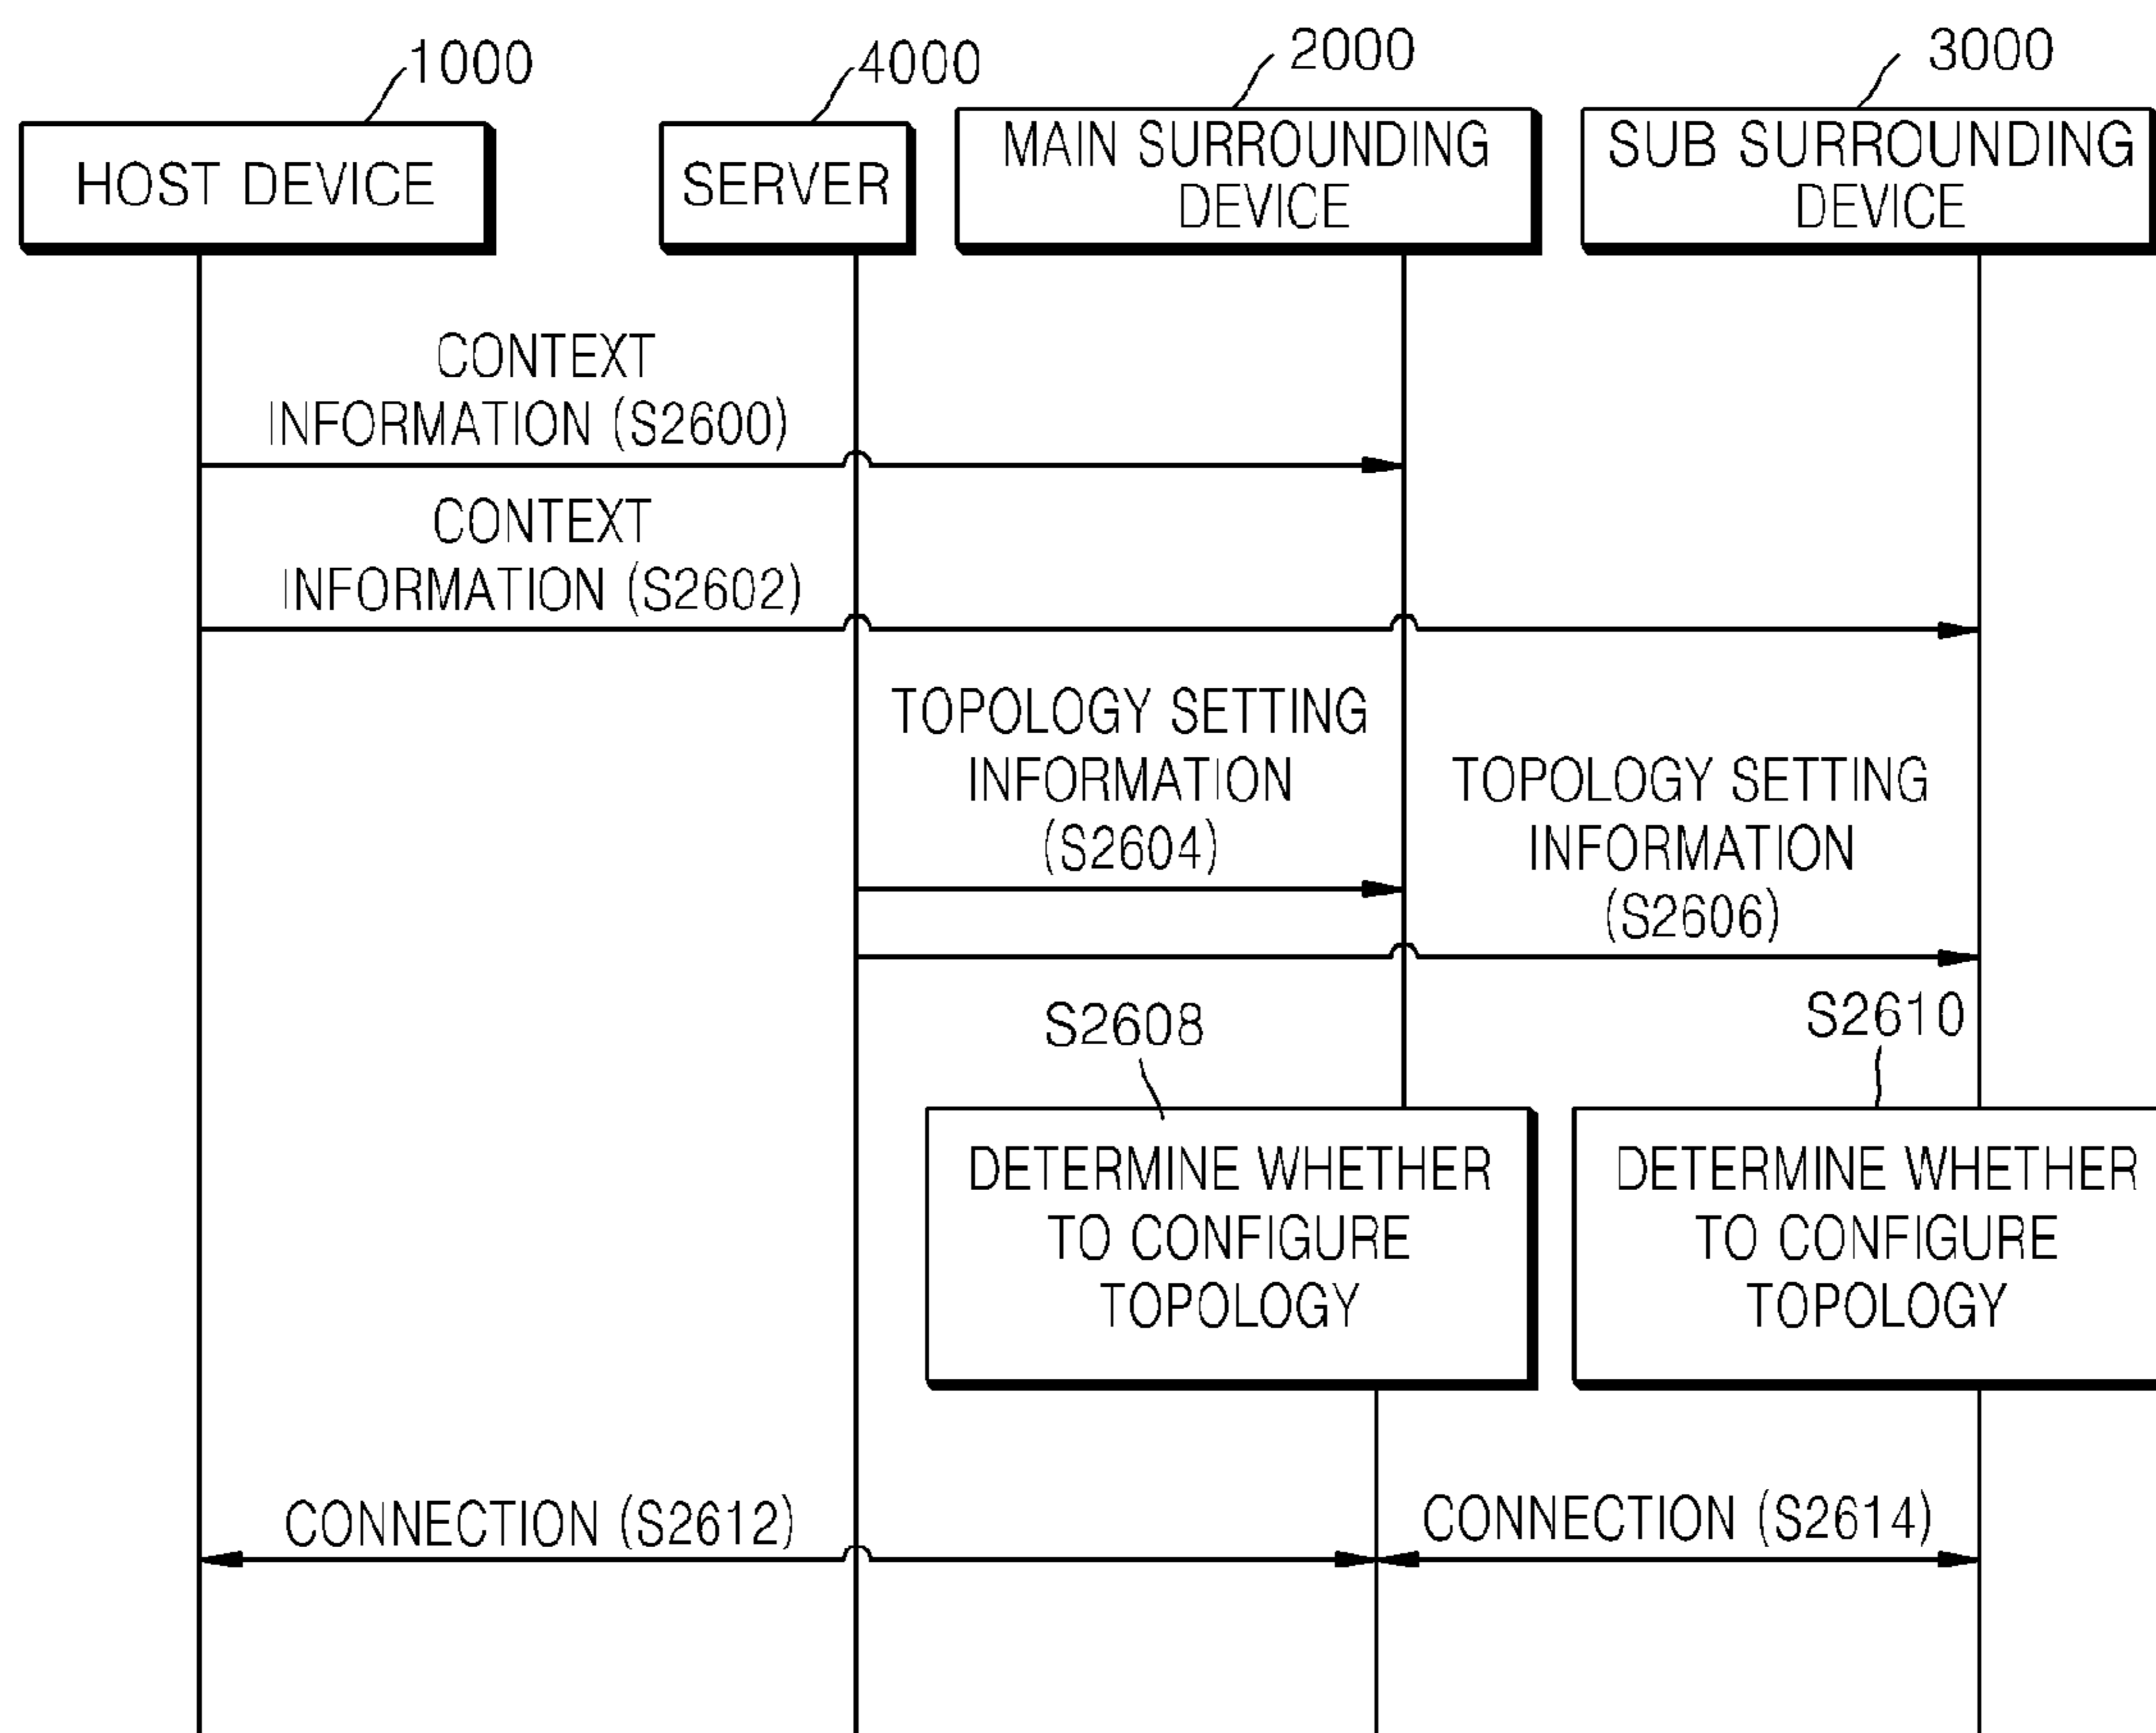 1000
4000
2000
3000
HOST DEVICE
SERVER
MAIN SURROUNDING
DEVICE
SUB SURROUNDING
DEVICE
CONTEXT
INFORMATION (S2600)
CONTEXT
INFORMATION (S2602)
TOPOLOGY SETTING
INFORMATION
(S2604)
TOPOLOGY SETTING
INFORMATION
(S2606)
S2608
S2610
DETERMINE WHETHER
TO CONFIGURE
TOPOLOGY
DETERMINE WHETHER
TO CONFIGURE
TOPOLOGY
CONNECTION (S2612)
CONNECTION (S2614)